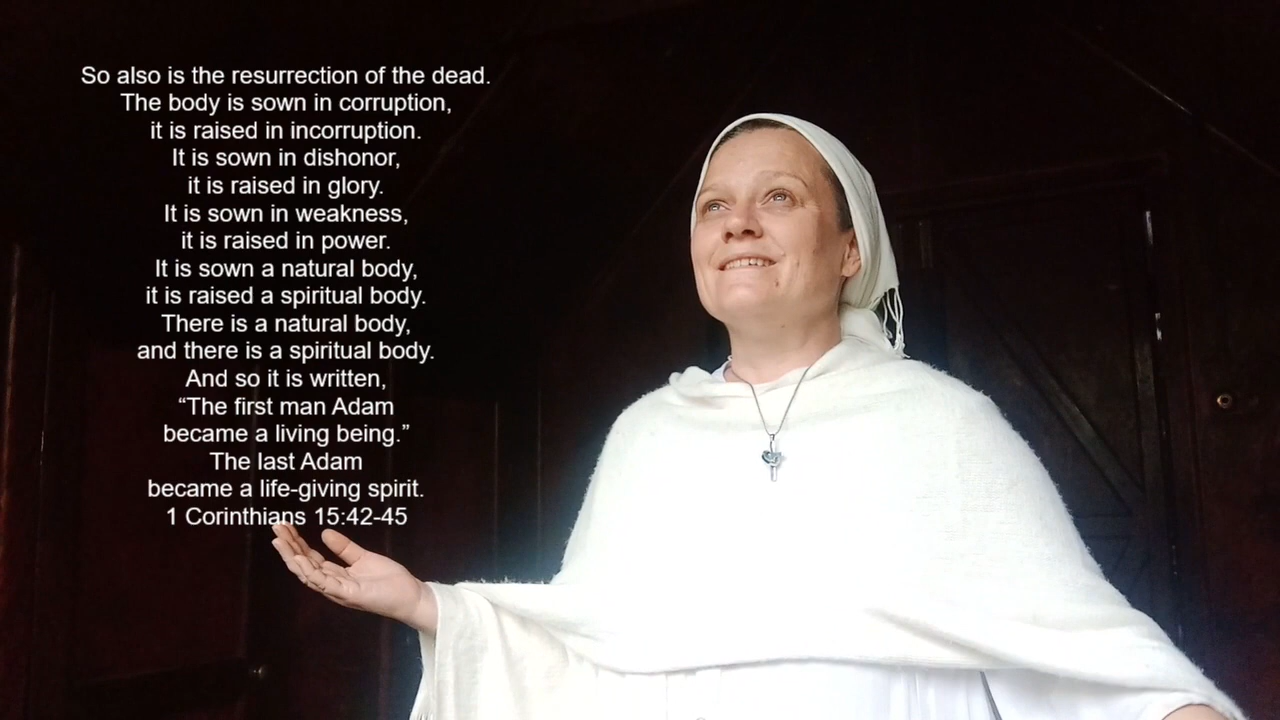 So also is the resurrection of the dead.
The body is sown in corruption,
it is raised in incorruption.
It is sown in dishonor,
it is raised in glory.
It is sown in weakness,
it is raised in power.
It is sown a natural body,
it is raised a spiritual body.
There is a natural body,
and there is a spiritual body.
And so it is written,
“The first man Adam
became a living being.”
The last Adam
became a life-giving spirit.
1 Corinthians 15:42-45